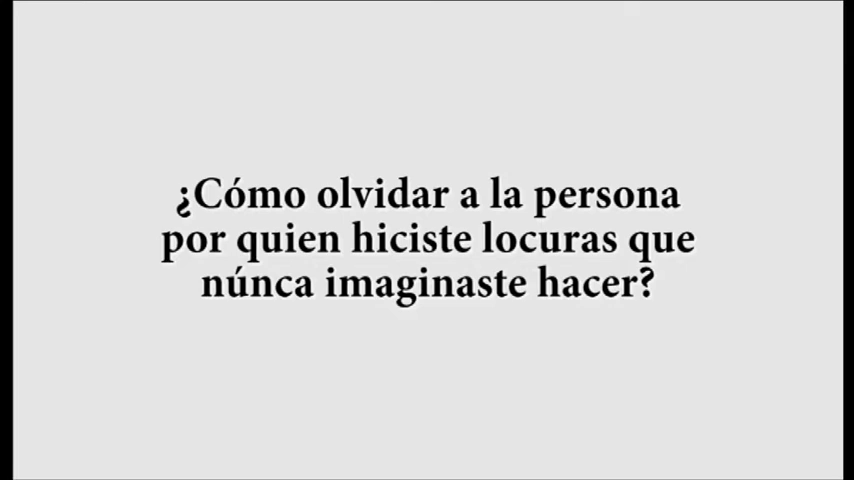 ¿Cómo olvidar a la persona
por quien hiciste locuras que
núnca imaginaste hacer?